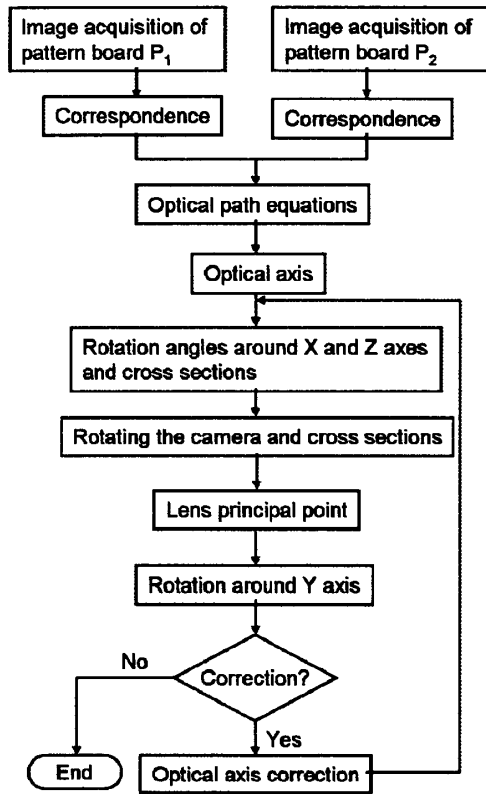 Image acquisition of
pattern board P₁
Image acquisition of
pattern board P₂
Correspondence
Correspondence
Optical path equations
Optical axis
Rotation angles around X and Z axes
and cross sections
Rotating the camera and cross sections
Lens principal point
Rotation around Y axis
No
Correction?
Yes
End
Optical axis correction